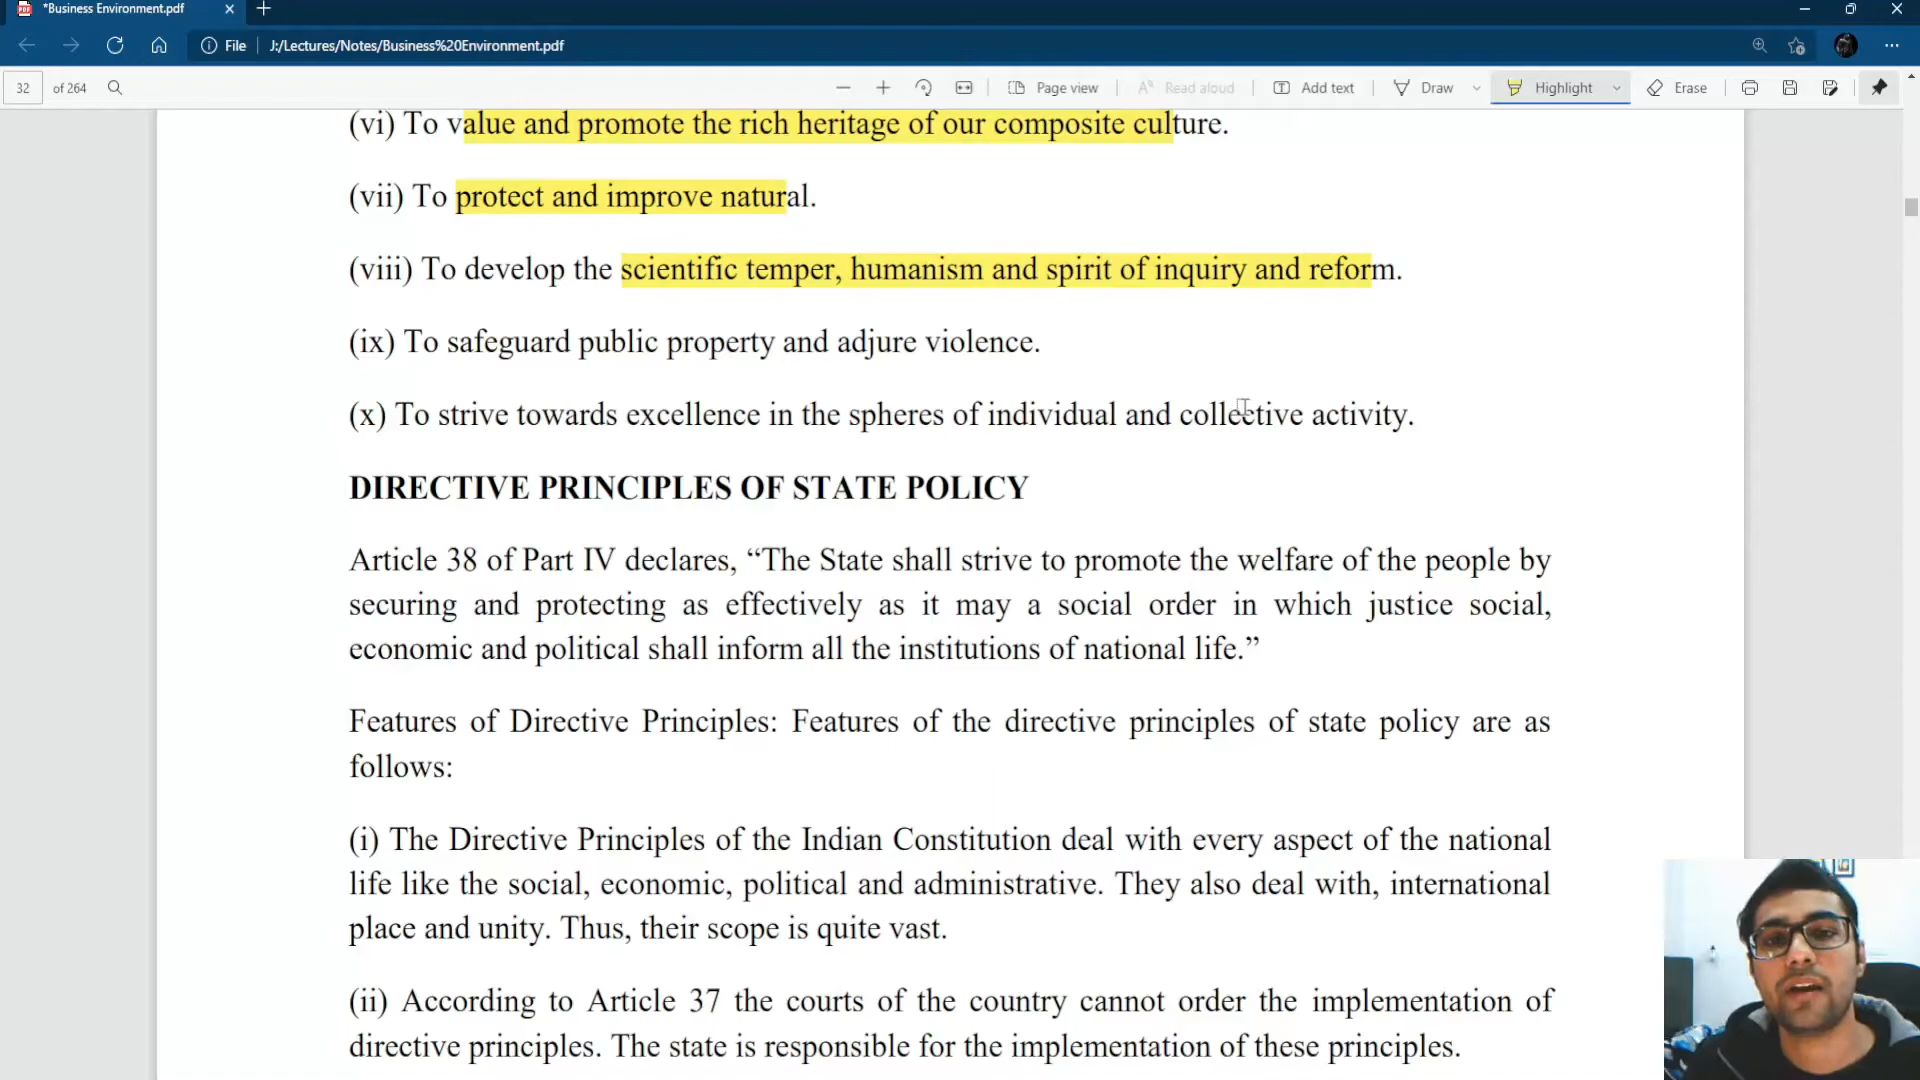 *Business Environment.pdf
File J:/Lectures/Notes/Business%20Environment.pdf
32 of 264 Page view Read aloud Add text Draw Highlight Erase
(vi) To value and promote the rich heritage of our composite culture.
(vii) To protect and improve natural.
(viii) To develop the scientific temper, humanism and spirit of inquiry and reform.
(ix) To safeguard public property and adjure violence.
(x) To strive towards excellence in the spheres of individual and collective activity.
DIRECTIVE PRINCIPLES OF STATE POLICY
Article 38 of Part IV declares, “The State shall strive to promote the welfare of the people by
securing and protecting as effectively as it may a social order in which justice social,
economic and political shall inform all the institutions of national life.”
Features of Directive Principles: Features of the directive principles of state policy are as
follows:
(i) The Directive Principles of the Indian Constitution deal with every aspect of the national
life like the social, economic, political and administrative. They also deal with, international
place and unity. Thus, their scope is quite vast.
(ii) According to Article 37 the courts of the country cannot order the implementation of
directive principles. The state is responsible for the implementation of these principles.